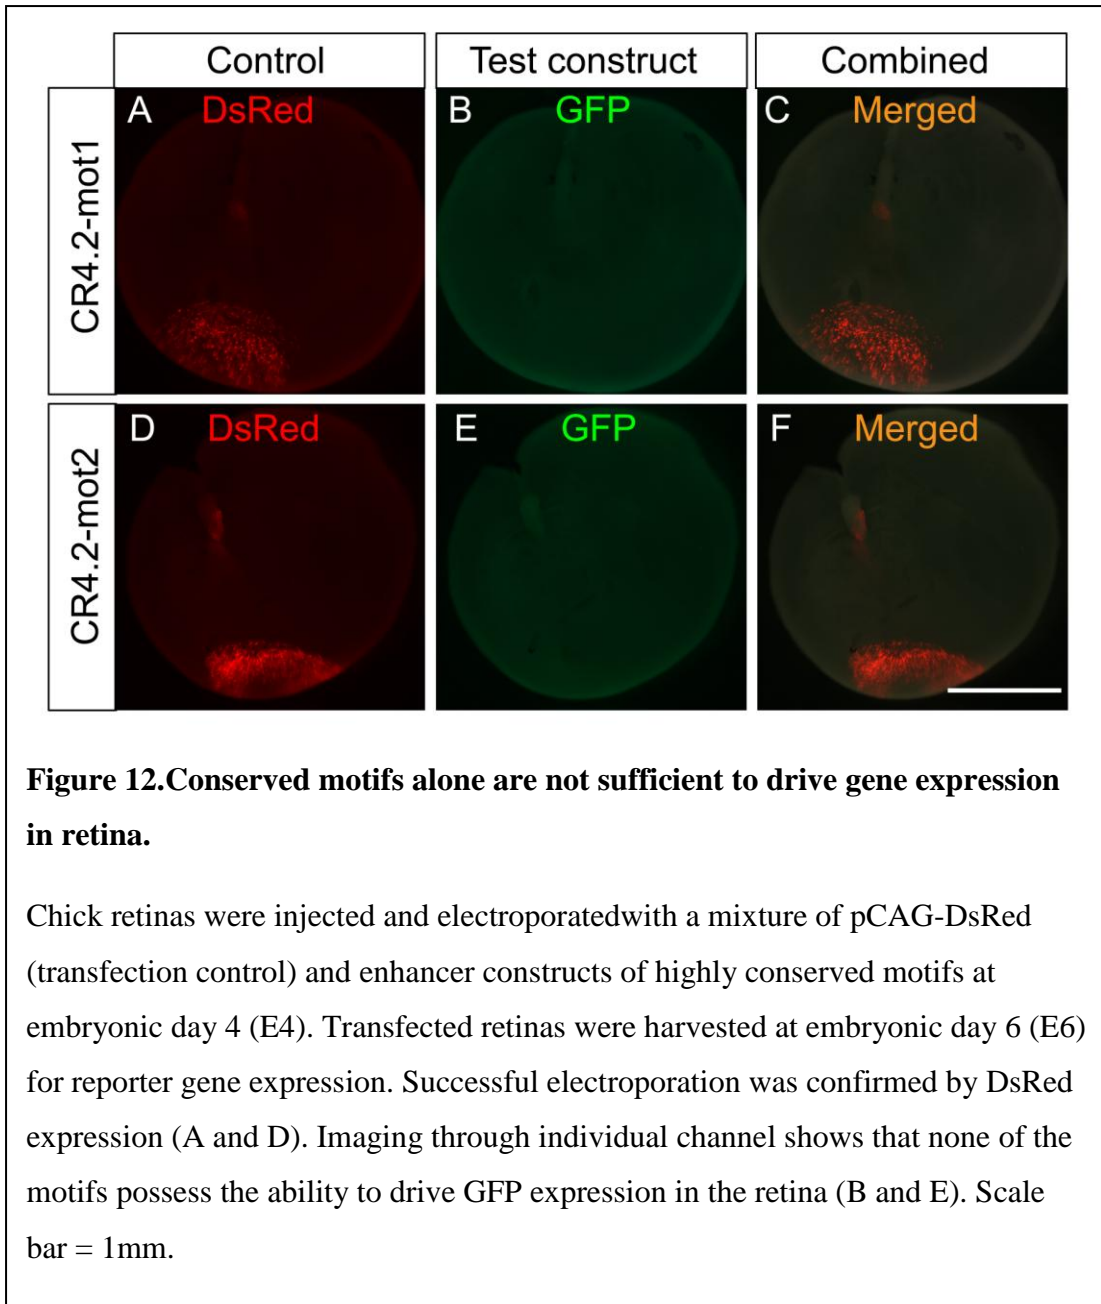 Control
Test construct
Combined
CR4.2-mot1
A
DsRed
B
GFP
C
Merged
CR4.2-mot2
D
DsRed
E
GFP
F
Merged
Figure 12.Conserved motifs alone are not sufficient to drive gene expression
in retina.
Chick retinas were injected and electroporatedwith a mixture of pCAG-DsRed
(transfection control) and enhancer constructs of highly conserved motifs at
embryonic day 4 (E4). Transfected retinas were harvested at embryonic day 6 (E6)
for reporter gene expression. Successful electroporation was confirmed by DsRed
expression (A and D). Imaging through individual channel shows that none of the
motifs possess the ability to drive GFP expression in the retina (B and E). Scale
bar = 1mm.